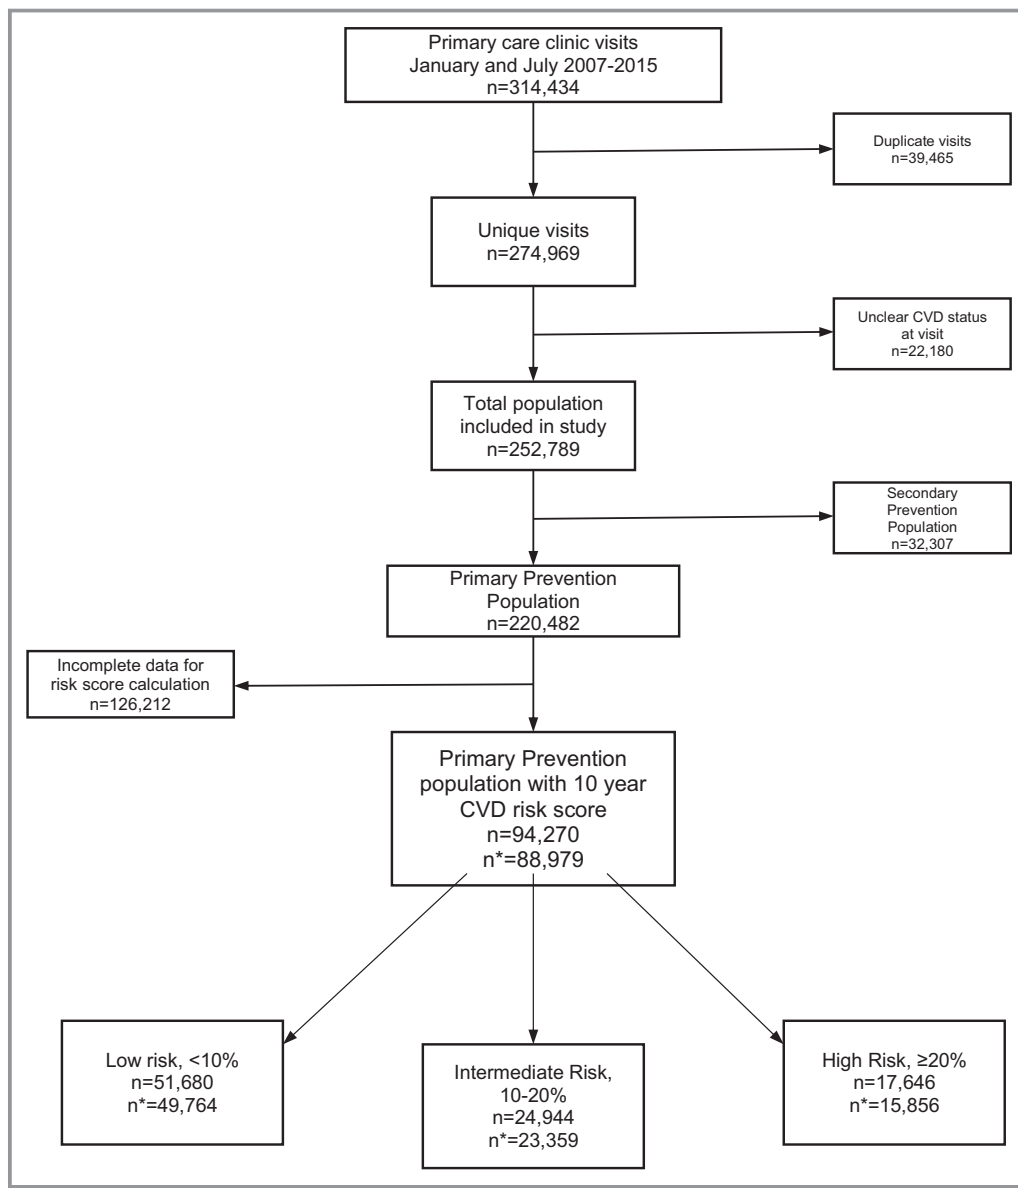 Primary care clinic visits
January and July 2007-2015
n=314,434
Duplicate visits
n=39,465
Unique visits
n=274,969
Unclear CVD status
at visit
n=22,180
Total population
included in study
n=252,789
Secondary
Prevention
Population
n=32,307
Primary Prevention
Population
n=220,482
Incomplete data for
risk score calculation
n=126,212
Primary Prevention
population with 10 year
CVD risk score
n=94,270
n*=88,979
Low risk, <10%
n=51,680
n*=49,764
Intermediate Risk,
10-20%
n=24,944
n*=23,359
High Risk, ≥20%
n=17,646
n*=15,856